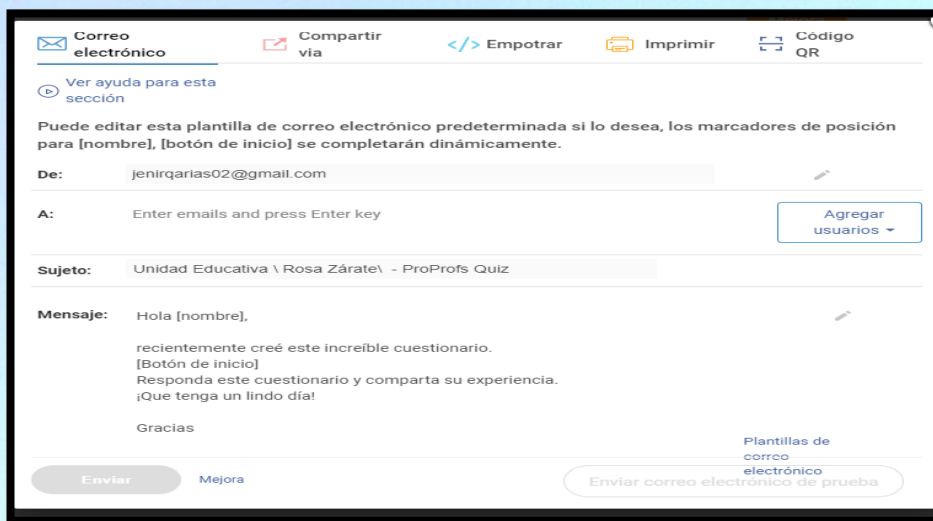 Correo electrónico
Compartir via
</> Empotrar
Imprimir
Código QR
Ver ayuda para esta
sección
Puede editar esta plantilla de correo electrónico predeterminada si lo desea, los marcadores de posición
para [nombre], [botón de inicio] se completarán dinámicamente.
De: jenirqarias02@gmail.com
A: Enter emails and press Enter key
Agregar
usuarios
Sujeto: Unidad Educativa \ Rosa Zárate\ - ProProfs Quiz
Mensaje: Hola [nombre],
recientemente creé este increíble cuestionario.
[Botón de inicio]
Responda este cuestionario y comparta su experiencia.
¡Que tenga un lindo día!
Gracias
Plantillas de
correo
electrónico
Enviar
Mejora
Enviar correo electrónico de prueba